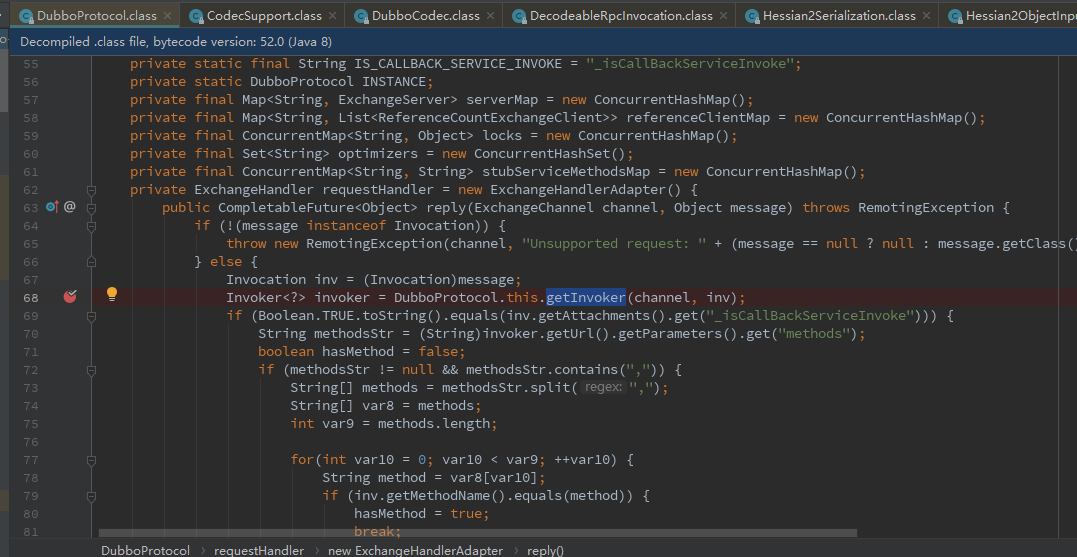 DubboProtocol.class × CodecSupport.class × DubboCodec.class × DecodeableRpcInvocation.class × Hessian2Serialization.class × Hessian2ObjectInpu
Decompiled .class file, bytecode version: 52.0 (Java 8)
55 private static final String IS_CALLBACK_SERVICE_INVOKE = "_isCallBackServiceInvoke";
56 private static DubboProtocol INSTANCE;
57 private final Map<String, ExchangeServer> serverMap = new ConcurrentHashMap();
58 private final Map<String, List<ReferenceCountExchangeClient>> referenceClientMap = new ConcurrentHashMap();
59 private final ConcurrentMap<String, Object> locks = new ConcurrentHashMap();
60 private final Set<String> optimizers = new ConcurrentHashSet();
61 private final ConcurrentMap<String, String> stubServiceMethodsMap = new ConcurrentHashMap();
62 private ExchangeHandler requestHandler = new ExchangeHandlerAdapter() {
63 @ public CompletableFuture<Object> reply(ExchangeChannel channel, Object message) throws RemotingException {
64 if (!(message instanceof Invocation)) {
65 throw new RemotingException(channel, "Unsupported request: " + (message == null ? null : message.getClass()
66 } else {
67 Invocation inv = (Invocation)message;
68 Invoker<?> invoker = DubboProtocol.this.getInvoker(channel, inv);
69 if (Boolean.TRUE.toString().equals(inv.getAttachments().get("_isCallBackServiceInvoke"))) {
70 String methodsStr = (String)invoker.getUrl().getParameters().get("methods");
71 boolean hasMethod = false;
72 if (methodsStr != null && methodsStr.contains(",")) {
73 String[] methods = methodsStr.split( regex: ",");
74 String[] var8 = methods;
75 int var9 = methods.length;
76
77 for(int var10 = 0; var10 < var9; ++var10) {
78 String method = var8[var10];
79 if (inv.getMethodName().equals(method)) {
80 hasMethod = true;
81 break;
DubboProtocol › requestHandler › new ExchangeHandlerAdapter › reply()